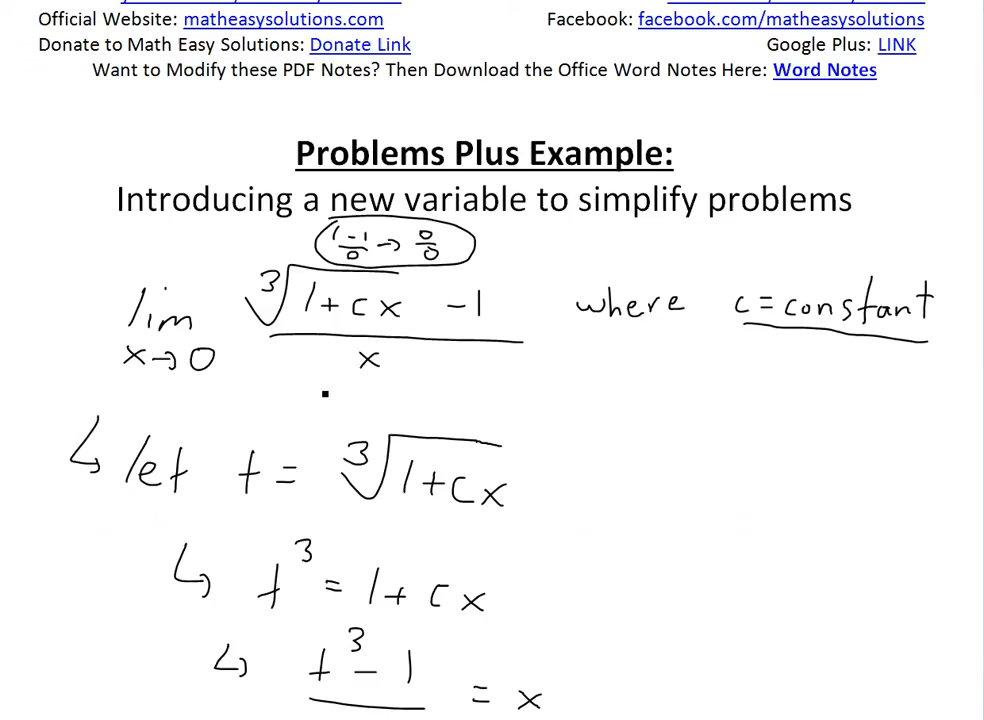 Official Website: matheasysolutions.com Facebook: facebook.com/matheasysolutions
Donate to Math Easy Solutions: Donate Link Google Plus: LINK
Want to Modify these PDF Notes? Then Download the Office Word Notes Here: Word Notes
Problems Plus Example:
Introducing a new variable to simplify problems
(1-1)/0 → 0/0
lim x→0 (∛(1+cx) - 1)/x where c = constant
↳ let t = ∛(1+cx)
↳ t³ = 1+cx
↳ t³ - 1 = x